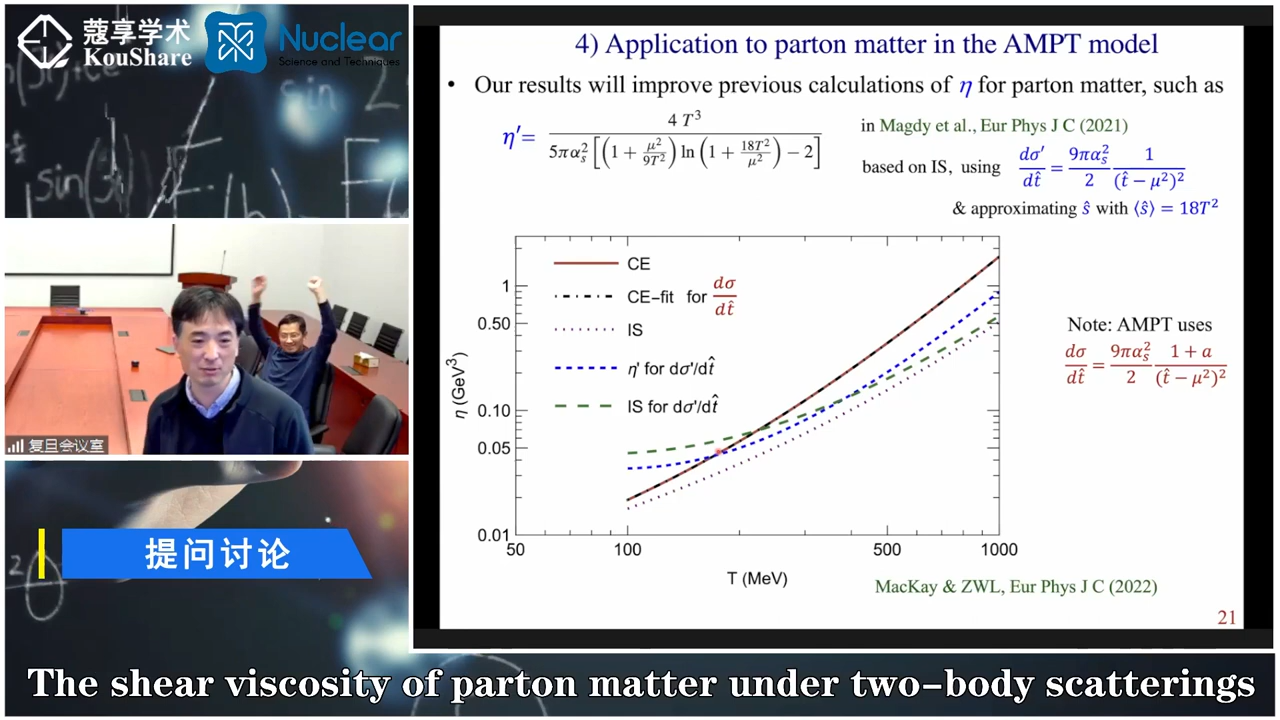 蔻享学术
KouShare
Nuclear
Science and Techniques
sin 2
sin(
复旦会议室
提问讨论
4) Application to parton matter in the AMPT model
• Our results will improve previous calculations of η for parton matter, such as
η′= 4 T³ / 5πα_s² [(1 + μ²/9T²) ln (1 + 18T²/μ²) − 2]
in Magdy et al., Eur Phys J C (2021)
based on IS, using dσ′/dt̂ = 9πα_s²/2 1/(t̂ − μ²)²
& approximating ŝ with ⟨ŝ⟩ = 18T²
CE
CE−fit for dσ/dt̂
IS
η' for dσ'/dt̂
IS for dσ'/dt̂
η (GeV³)
1
0.50
0.10
0.05
0.01
50 100 500 1000
T (MeV)
Note: AMPT uses
dσ/dt̂ = 9πα_s²/2 1 + a/(t̂ − μ²)²
MacKay & ZWL, Eur Phys J C (2022)
21
The shear viscosity of parton matter under two-body scatterings